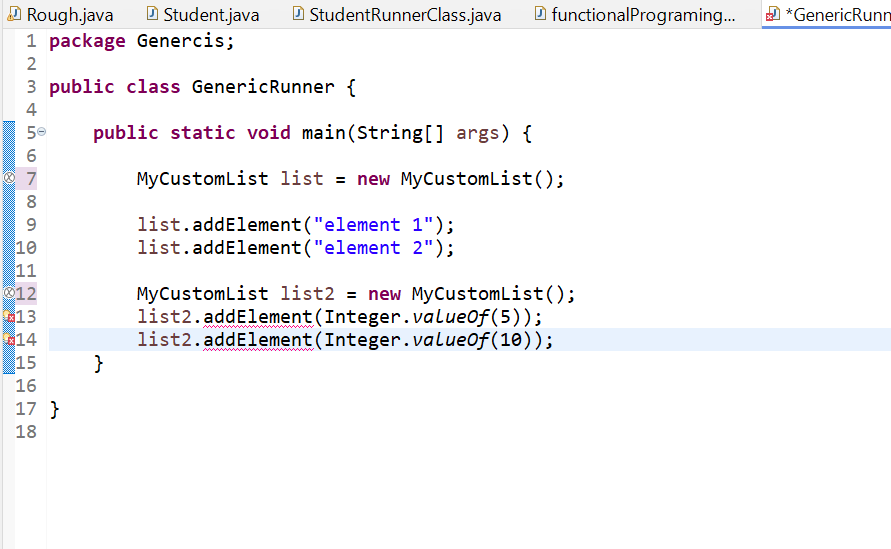 Rough.java Student.java StudentRunnerClass.java functionalPrograming... *GenericRunn
1 package Genercis;
2
3 public class GenericRunner {
4
5 public static void main(String[] args) {
6
7 MyCustomList list = new MyCustomList();
8
9 list.addElement("element 1");
10 list.addElement("element 2");
11
12 MyCustomList list2 = new MyCustomList();
13 list2.addElement(Integer.valueOf(5));
14 list2.addElement(Integer.valueOf(10));
15 }
16
17 }
18